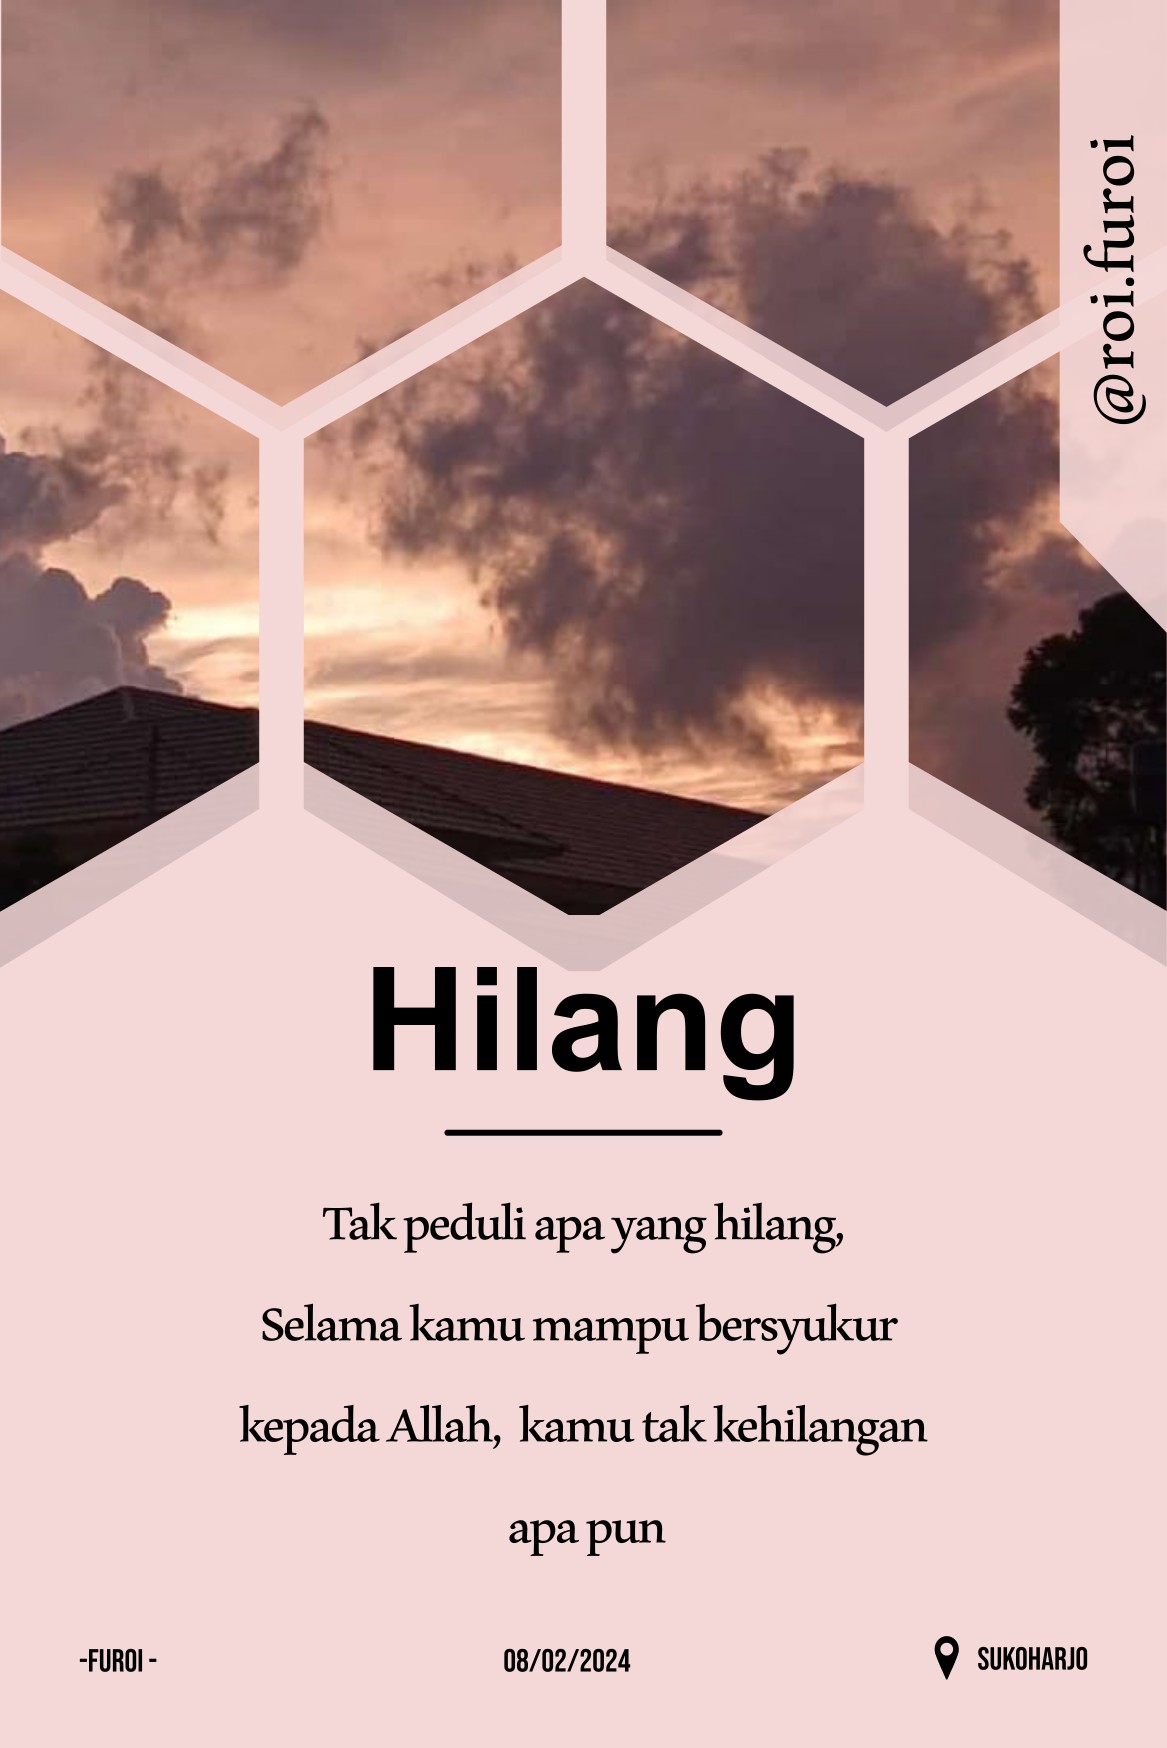 @roi.furoi
Hilang
Tak peduli apa yang hilang,
Selama kamu mampu bersyukur
kepada Allah,  kamu tak kehilangan
apa pun
-FUROI -
08/02/2024
SUKOHARJO